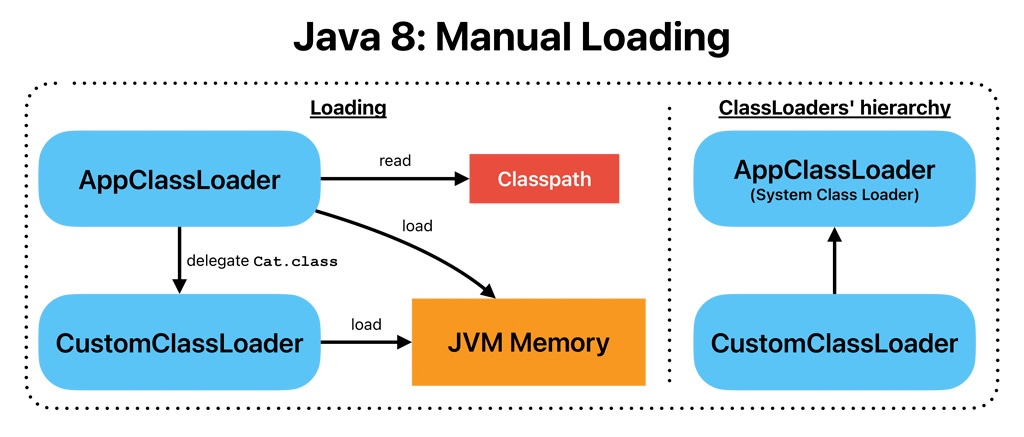 Java 8: Manual Loading
Loading
AppClassLoader
read
Classpath
load
delegate Cat.class
CustomClassLoader
load
JVM Memory
ClassLoaders' hierarchy
AppClassLoader
(System Class Loader)
CustomClassLoader